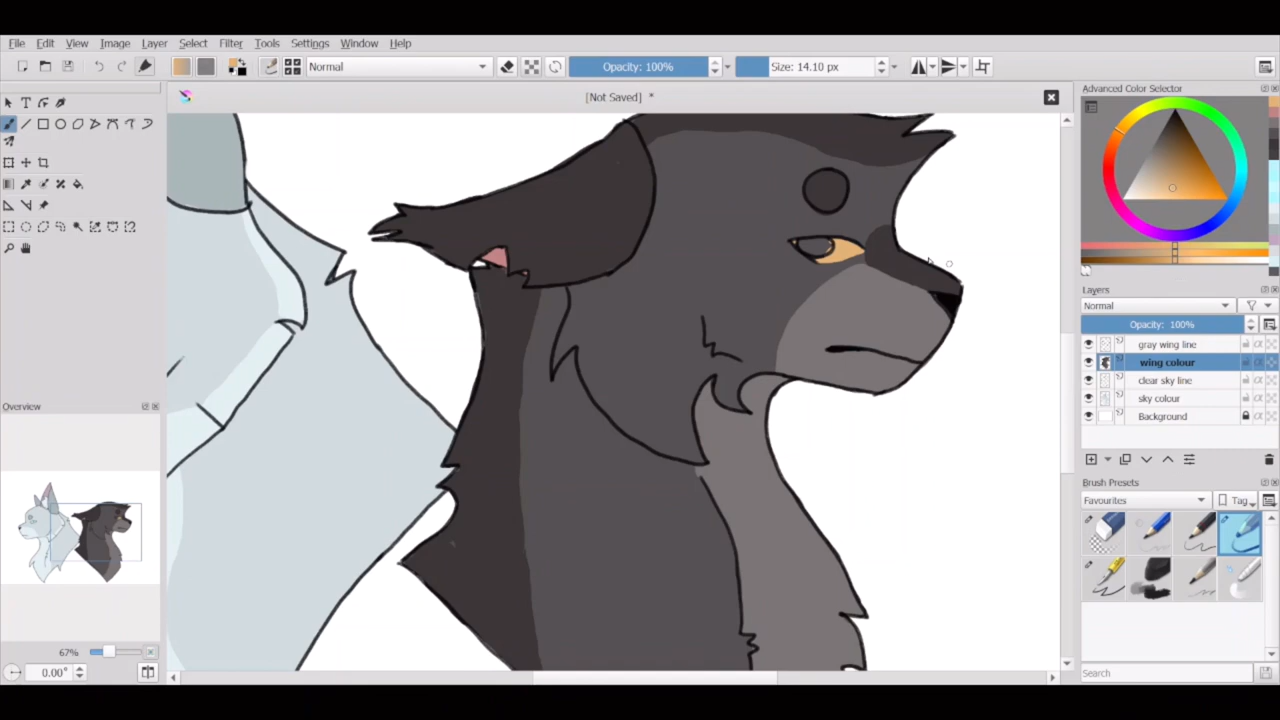 File Edit View Image Layer Select Filter Tools Settings Window Help
Normal Opacity: 100% Size: 14.10 px
[Not Saved] *
Advanced Color Selector
Layers
Normal
Opacity: 100%
gray wing line
wing colour
clear sky line
sky colour
Background
Overview
Brush Presets
Favourites Tag
67%
0.00°
Search